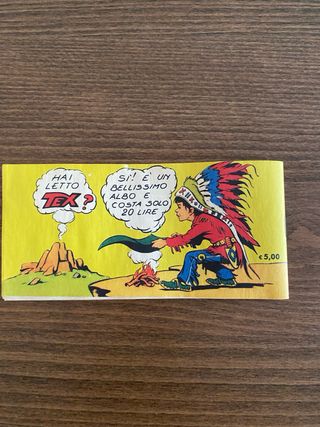 HAI
LETTO
TEX?
SI'! E' UN
BELLISSIMO
ALBO E
COSTA SOLO
20 LIRE
€ 5,00